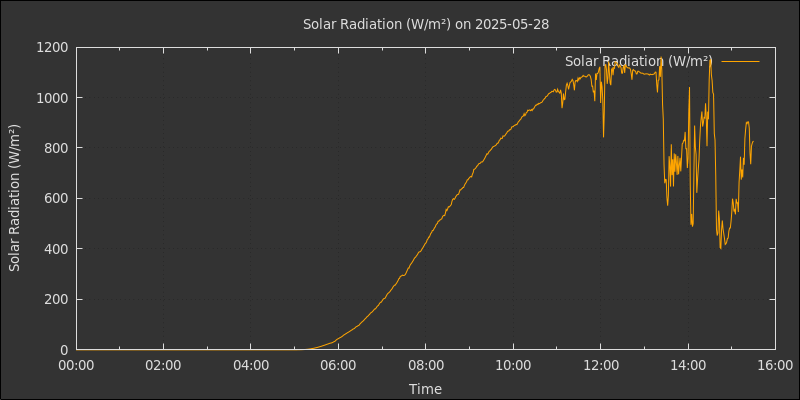 Solar Radiation (W/m²) on 2025-05-28
Solar Radiation (W/m²)
Solar Radiation (W/m²)
1200
1000
800
600
400
200
0
00:00 02:00 04:00 06:00 08:00 10:00 12:00 14:00 16:00
Time